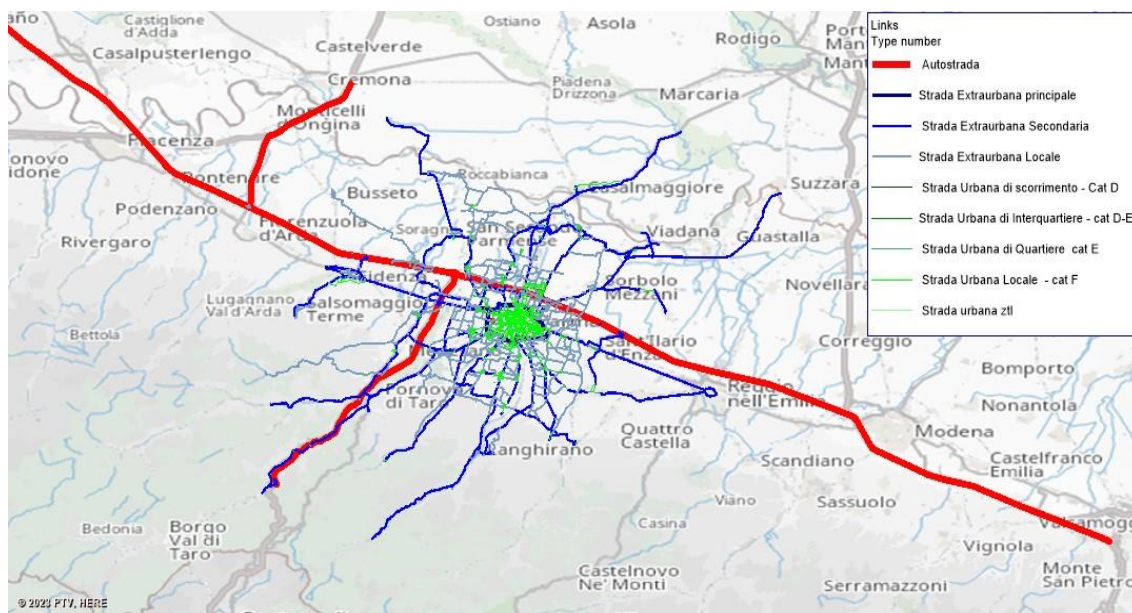 Castiglione
d'Adda
Ostiano
Asola
Rodigo
Casalpusterlengo
Castelverde
Cremona
Piadena
Drizzona
Marcaria
Monticelli
d'Ongina
Piacenza
Pontenure
Roccabianca
Casalmaggiore
Suzzara
Busseto
Podenzano
Fiorenzuola
d'Arda
Soragna
San Se
Parmense
Viadana
Guastalla
Rivergaro
Fidenza
Sorbolo
Mezzani
Novellara
Lugagnano
Val d'Arda
Salsomaggiore
Terme
Bettola
Sant'Ilario
d'Enza
Correggio
Bomporto
Fornovo
di Taro
Reggio
nell'Emilia
Nonantola
Quattro
Castella
Modena
Langhirano
Scandiano
Castelfranco
Emilia
Viano
Sassuolo
Bedonia
Borgo
Val di
Taro
Casina
Valsamoggia
Vignola
Castelnovo
Ne' Monti
Serramazzoni
Monte
San Pietro
Links
Type number
Autostrada
Strada Extraurbana principale
Strada Extraurbana Secondaria
Strada Extraurbana Locale
Strada Urbana di scorrimento - Cat D
Strada Urbana di Interquartiere - cat D-E
Strada Urbana di Quartiere cat E
Strada Urbana Locale - cat F
Strada urbana ztl
© 2023 PTV, HERE